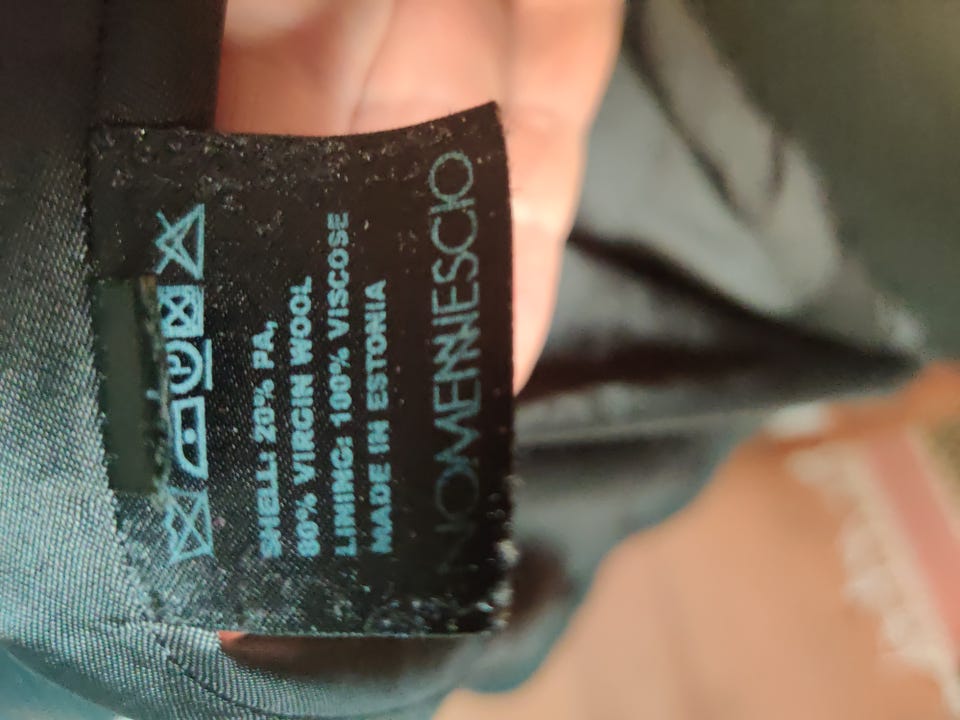 SHELL: 20% PA,
80% VIRGIN WOOL
LINING: 100% VISCOSE
MADE IN ESTONIA
NOMENNESCIO